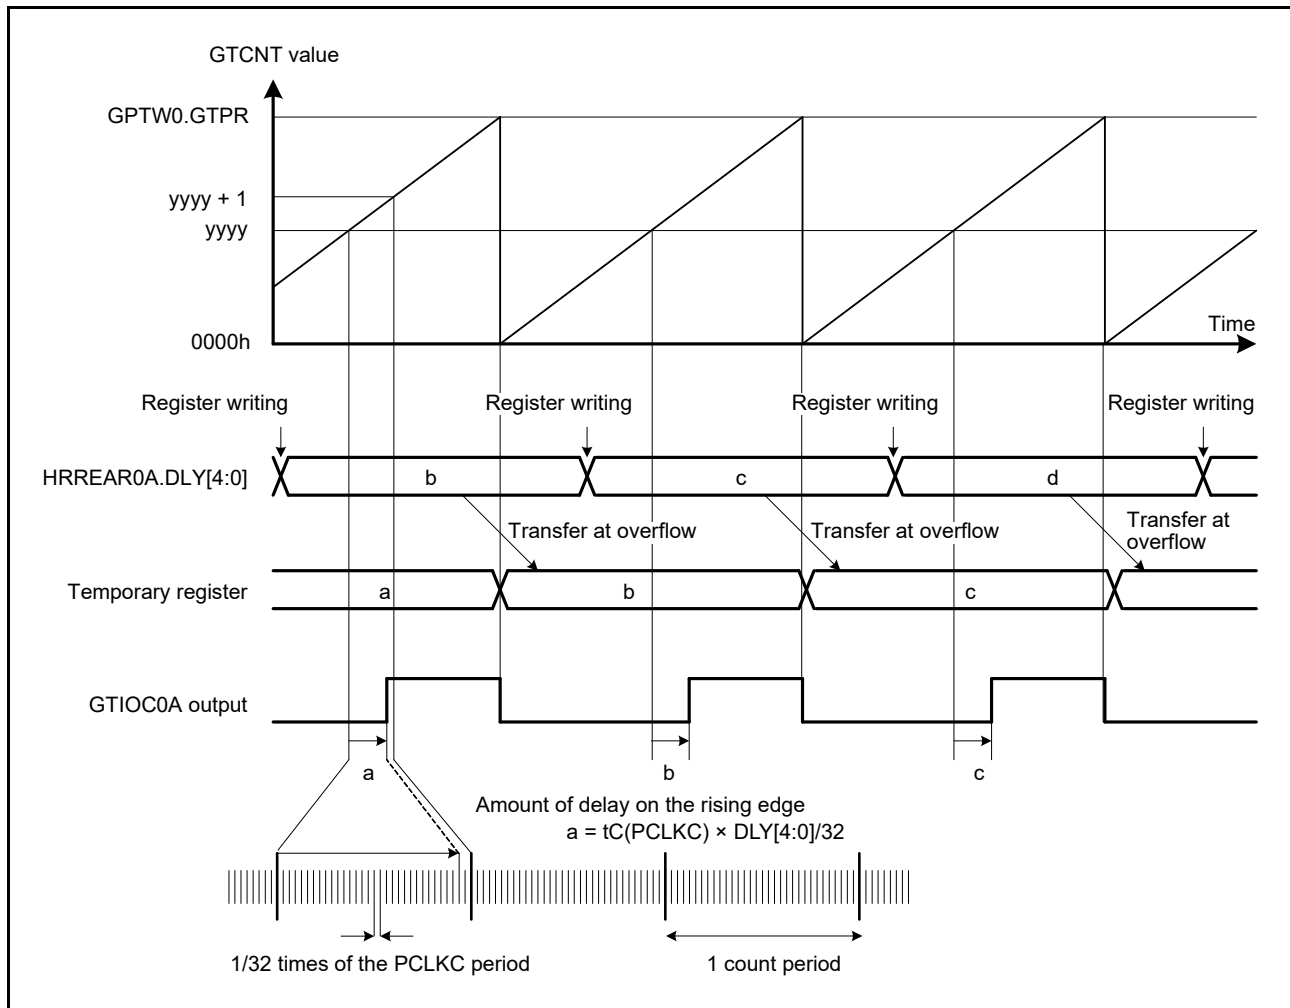 GTCNT value
GPTW0.GTPR
yyyy + 1
yyyy
0000h
Time
Register writing
Register writing
Register writing
Register writing
HRREAR0A.DLY[4:0]
b
c
d
Transfer at overflow
Transfer at overflow
Transfer at
overflow
Temporary register
a
b
c
GTIOC0A output
a
b
c
Amount of delay on the rising edge
a = tC(PCLKC) × DLY[4:0]/32
1/32 times of the PCLKC period
1 count period